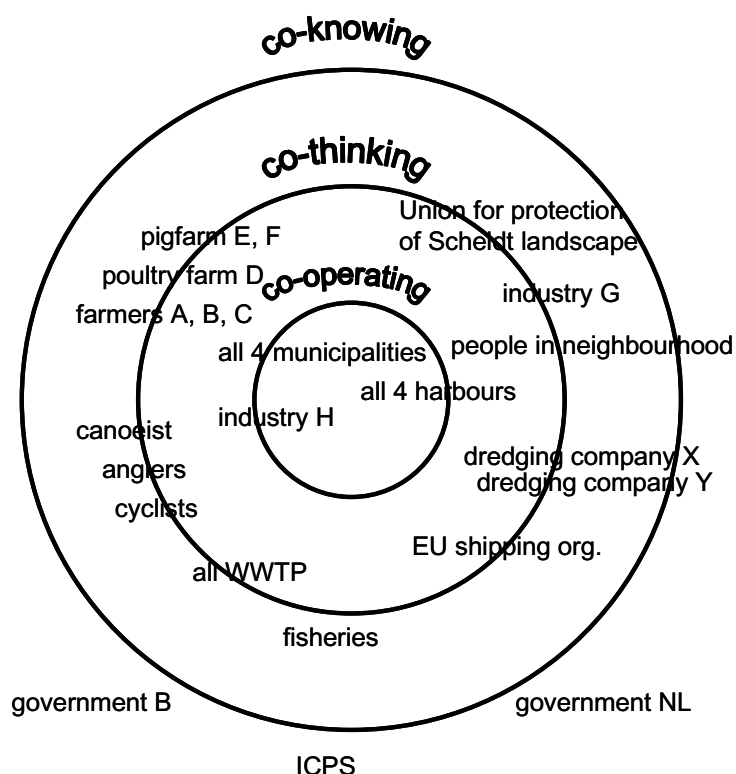 co-knowing
co-thinking
Union for protection
of Scheldt landscape
pigfarm E, F
poultry farm D
co-operating
industry G
farmers A, B, C
people in neighbourhood
all 4 municipalities
all 4 harbours
industry H
canoeist
dredging company X
anglers
dredging company Y
cyclists
EU shipping org.
all WWTP
fisheries
government B
government NL
ICPS